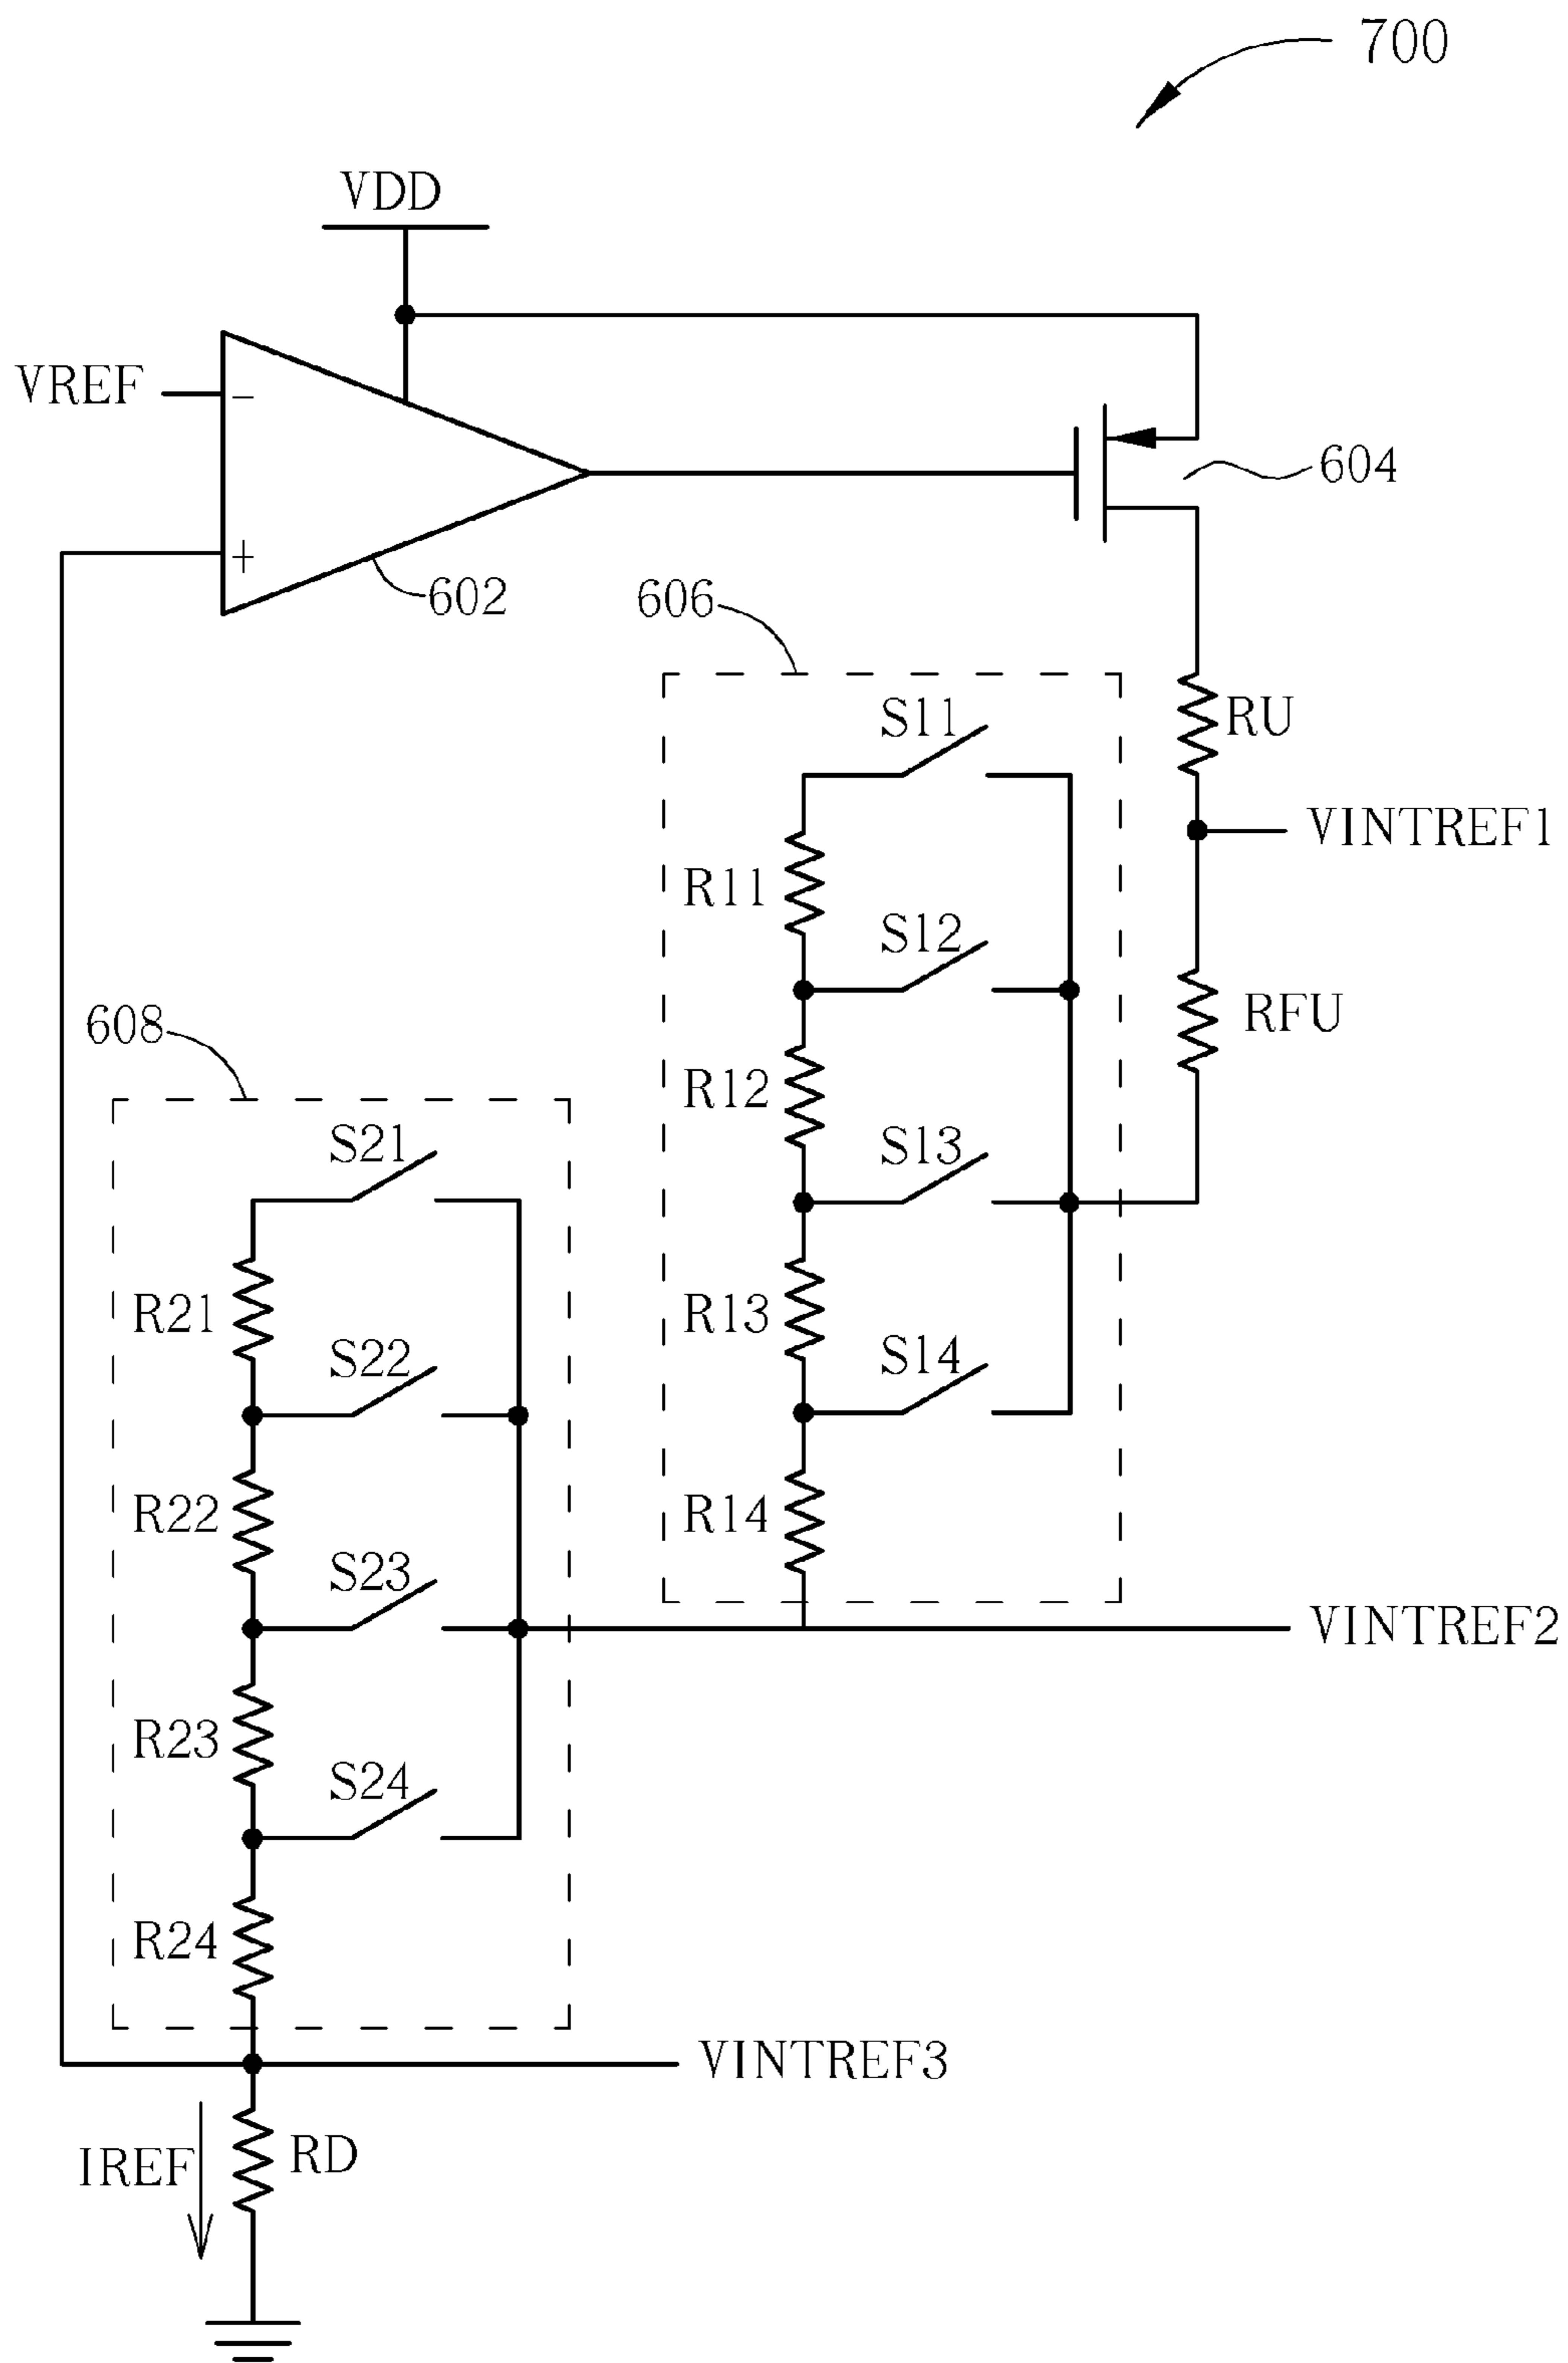 700
VDD
VREF
−
+
602
604
606
S11
RU
VINTREF1
R11
S12
RFU
608
R12
S13
S21
R21
R13
S14
S22
R22
R14
S23
VINTREF2
R23
S24
R24
VINTREF3
IREF
RD